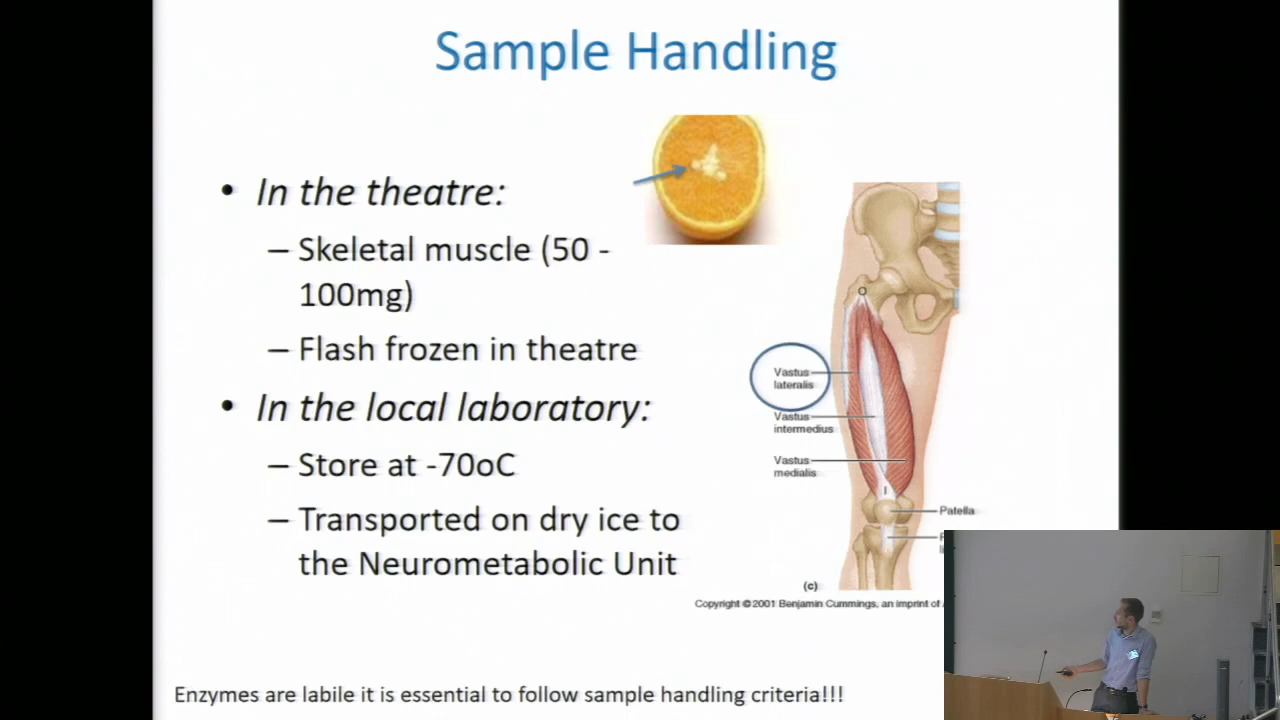 Sample Handling
• In the theatre:
– Skeletal muscle (50 -
100mg)
– Flash frozen in theatre
• In the local laboratory:
– Store at -70oC
– Transported on dry ice to
the Neurometabolic Unit
O
Vastus
lateralis
Vastus
intermedius
Vastus
medialis
I
Patella
(c)
Copyright © 2001 Benjamin Cummings, an imprint of
Enzymes are labile it is essential to follow sample handling criteria!!!